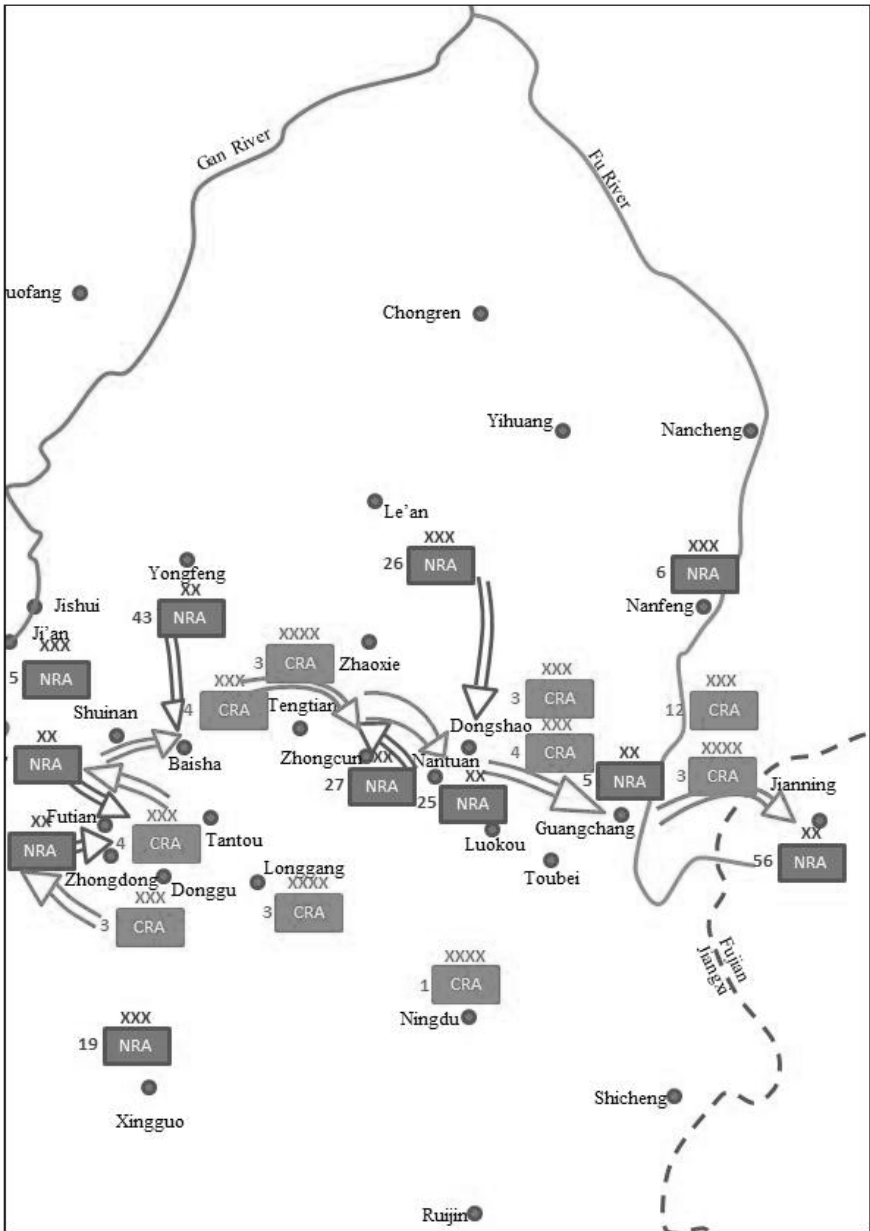 Gan River
Fu River
uofang
Chongren
Yihuang
Nancheng
Le'an
XXX
26 NRA
XXX
6 NRA
Nanfeng
Yongfeng
XX
43 NRA
Jishui
Ji'an
XXX
5 NRA
XXXX
3 CRA
Zhaoxie
XXX
4 CRA
Tengtian
XXX
3 CRA
XXX
12 CRA
Shuinan
Baisha
Dongshao
XXX
4 CRA
XX
NRA
Zhongcun
XX
27 NRA
Nantuan
XX
25 NRA
Luokou
XX
5 NRA
Guangchang
XXXX
3 CRA
Jianning
XX
56 NRA
Futian
XX
NRA
XXX
4 CRA
Tantou
Zhongdong
Donggu
Longgang
XXXX
3 CRA
Toubei
XXX
3 CRA
XXXX
1 CRA
Ningdu
Fujian
Jiangxi
XXX
19 NRA
Xingguo
Shicheng
Ruijin